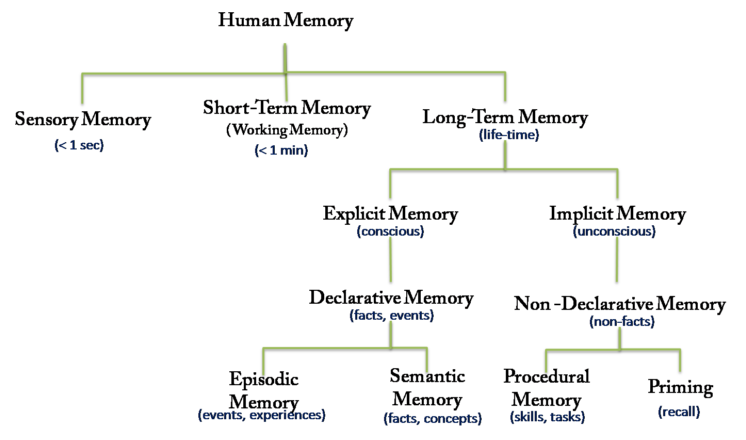 Human Memory
Sensory Memory
(< 1 sec)
Short-Term Memory
(Working Memory)
(< 1 min)
Long-Term Memory
(life-time)
Explicit Memory
(conscious)
Implicit Memory
(unconscious)
Declarative Memory
(facts, events)
Non -Declarative Memory
(non-facts)
Episodic
Memory
(events, experiences)
Semantic
Memory
(facts, concepts)
Procedural
Memory
(skills, tasks)
Priming
(recall)